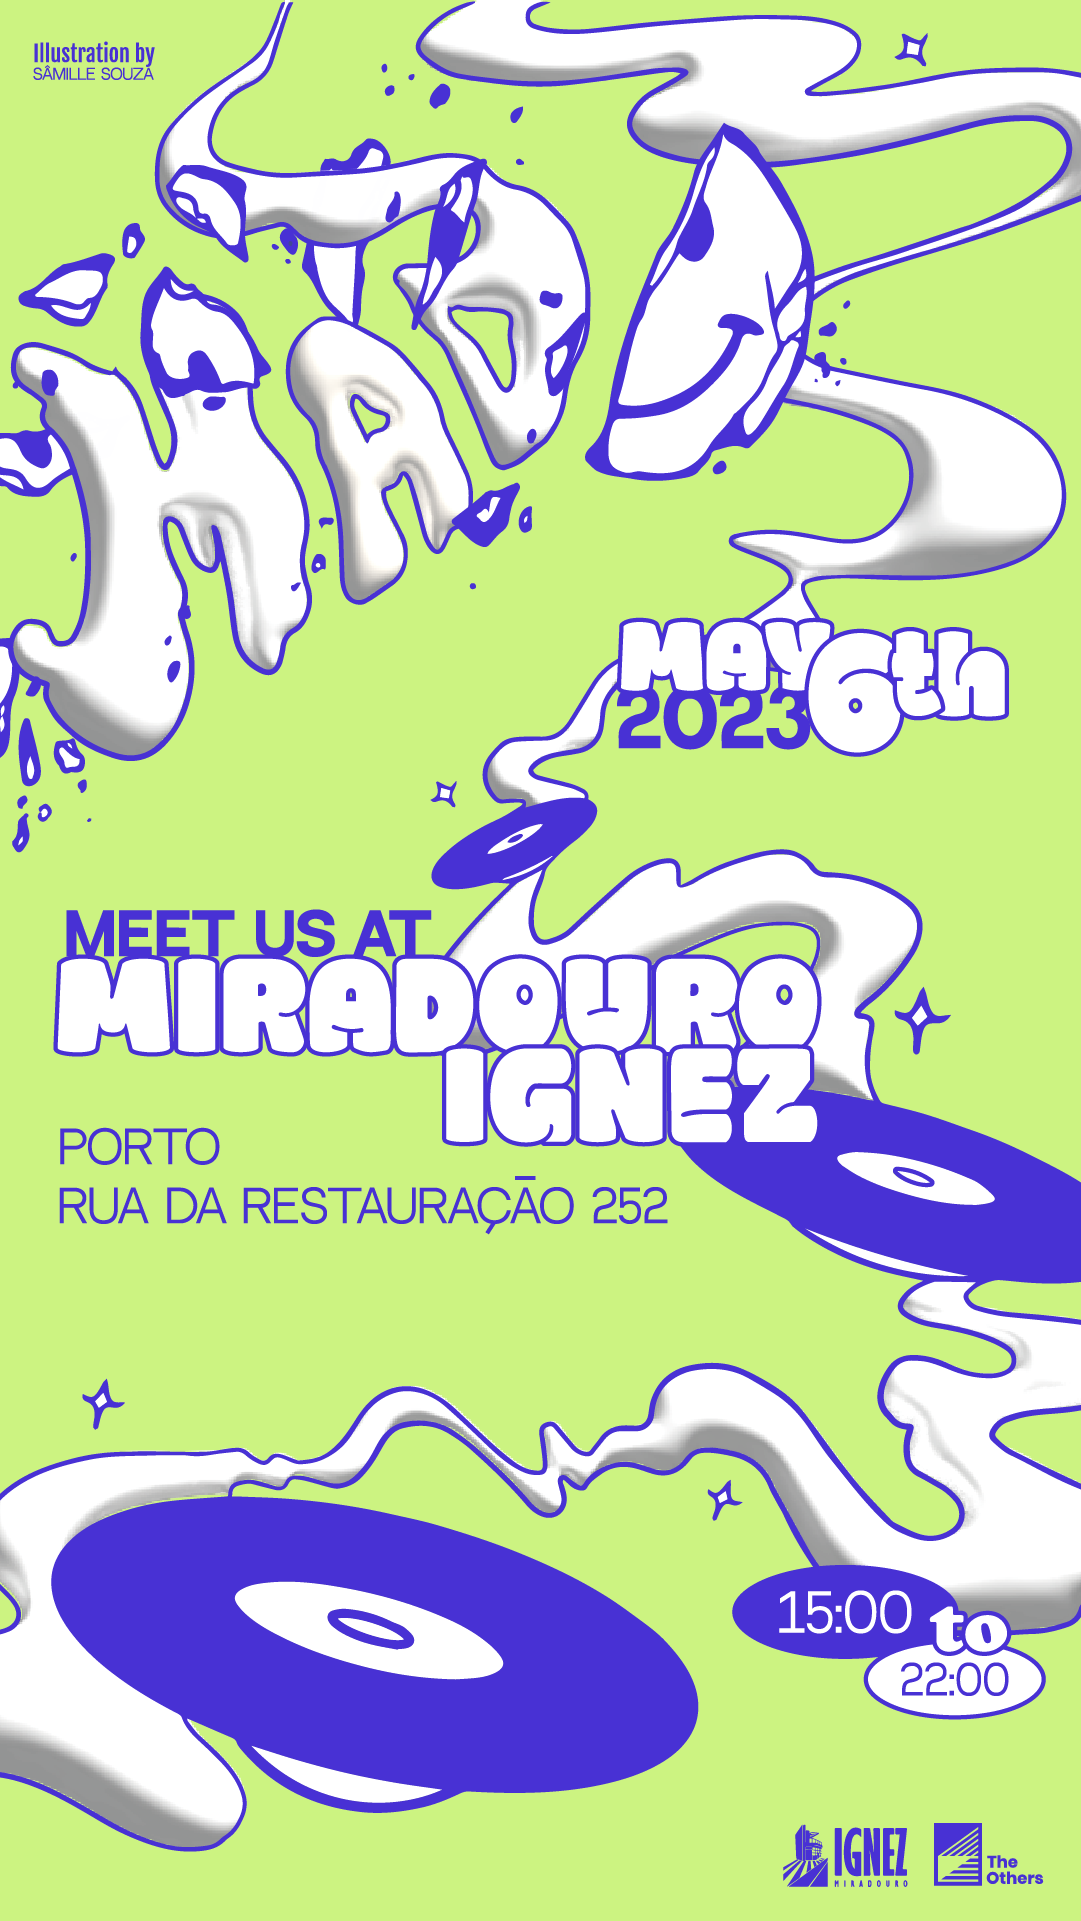 Illustration by
SÂMILLE SOUZA
MAY 6th
2023
MEET US AT
MIRADOURO
IGNEZ
PORTO
RUA DA RESTAURAÇÃO 252
15:00 to
22:00
IGNEZ
MIRADOURO
The
Others